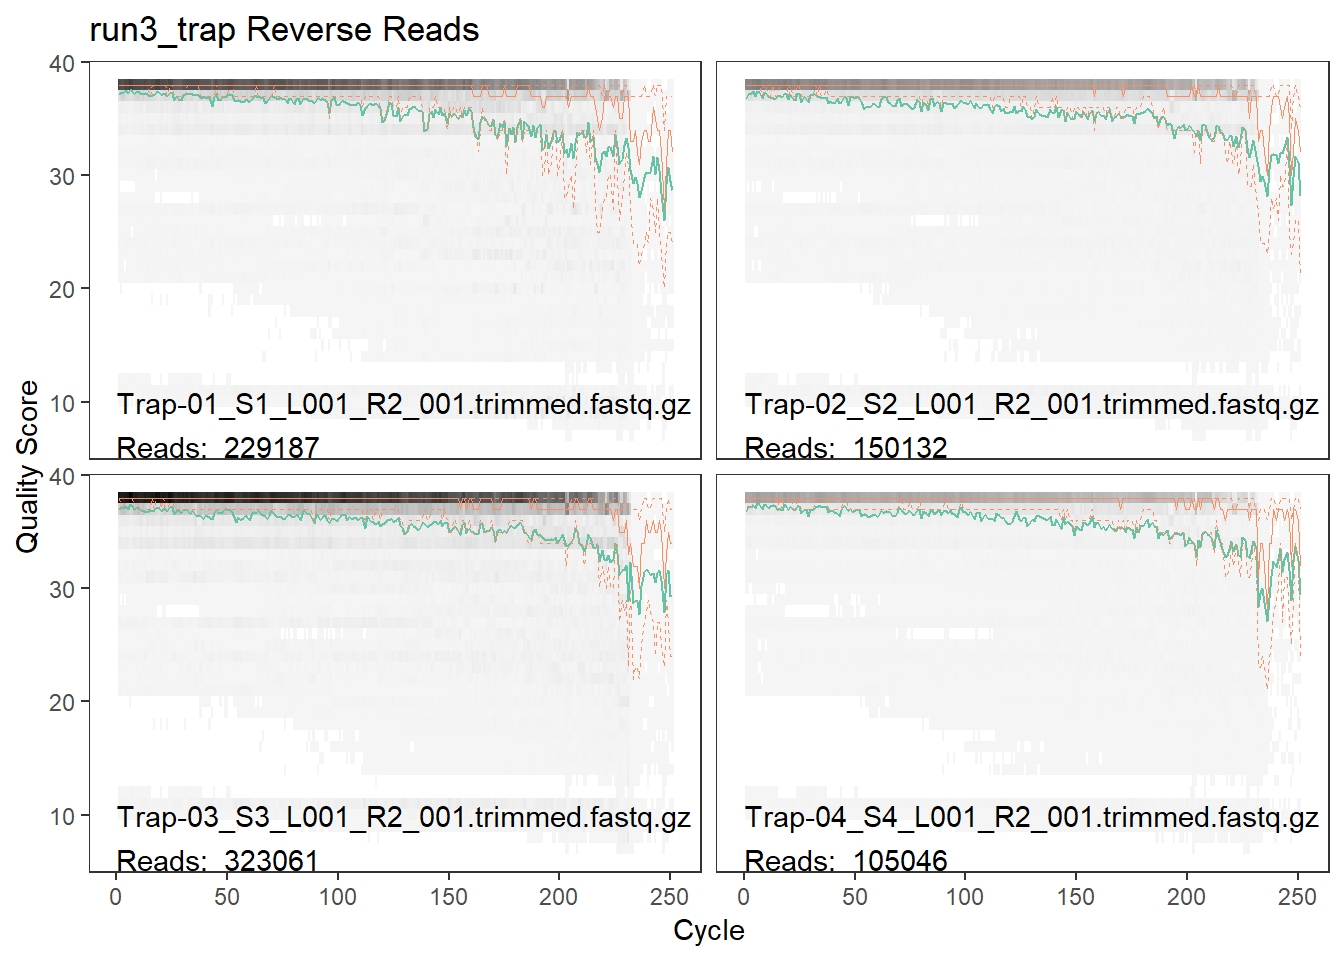 run3_trap Reverse Reads
40
30
20
10
Trap-01_S1_L001_R2_001.trimmed.fastq.gz
Reads:  229187
Trap-02_S2_L001_R2_001.trimmed.fastq.gz
Reads:  150132
Quality Score
40
30
20
10
Trap-03_S3_L001_R2_001.trimmed.fastq.gz
Reads:  323061
Trap-04_S4_L001_R2_001.trimmed.fastq.gz
Reads:  105046
0 50 100 150 200 250
0 50 100 150 200 250
Cycle